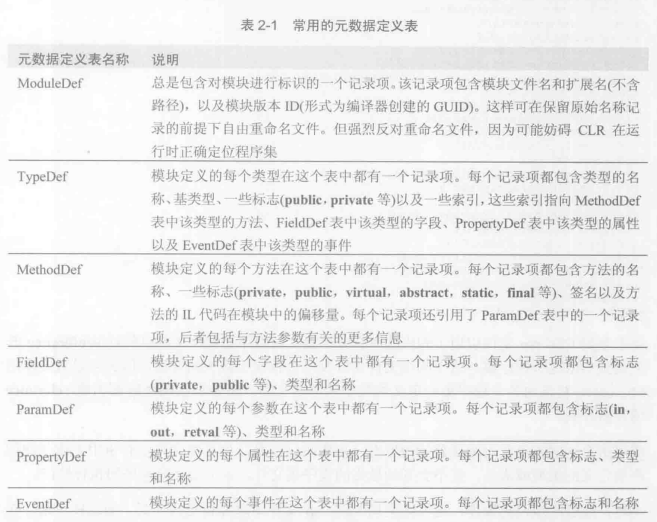 表 2-1 常用的元数据定义表
元数据定义表名称 说明
ModuleDef 总是包含对模块进行标识的一个记录项。该记录项包含模块文件名和扩展名(不含
路径)，以及模块版本 ID(形式为编译器创建的 GUID)。这样可在保留原始名称记
录的前提下自由重命名文件。但强烈反对重命名文件，因为可能妨碍 CLR 在运
行时正确定位程序集
TypeDef 模块定义的每个类型在这个表中都有一个记录项。每个记录项都包含类型的名
称、基类型、一些标志(public，private 等)以及一些索引，这些索引指向 MethodDef
表中该类型的方法、FieldDef 表中该类型的字段、PropertyDef 表中该类型的属性
以及 EventDef 表中该类型的事件
MethodDef 模块定义的每个方法在这个表中都有一个记录项。每个记录项都包含方法的名
称、一些标志(private，public，virtual，abstract，static，final 等)、签名以及方
法的 IL 代码在模块中的偏移量。每个记录项还引用了 ParamDef 表中的一个记录
项，后者包括与方法参数有关的更多信息
FieldDef 模块定义的每个字段在这个表中都有一个记录项。每个记录项都包含标志
(private，public 等)、类型和名称
ParamDef 模块定义的每个参数在这个表中都有一个记录项。每个记录项都包含标志(in，
out，retval 等)、类型和名称
PropertyDef 模块定义的每个属性在这个表中都有一个记录项。每个记录项都包含标志、类型
和名称
EventDef 模块定义的每个事件在这个表中都有一个记录项。每个记录项都包含标志和名称